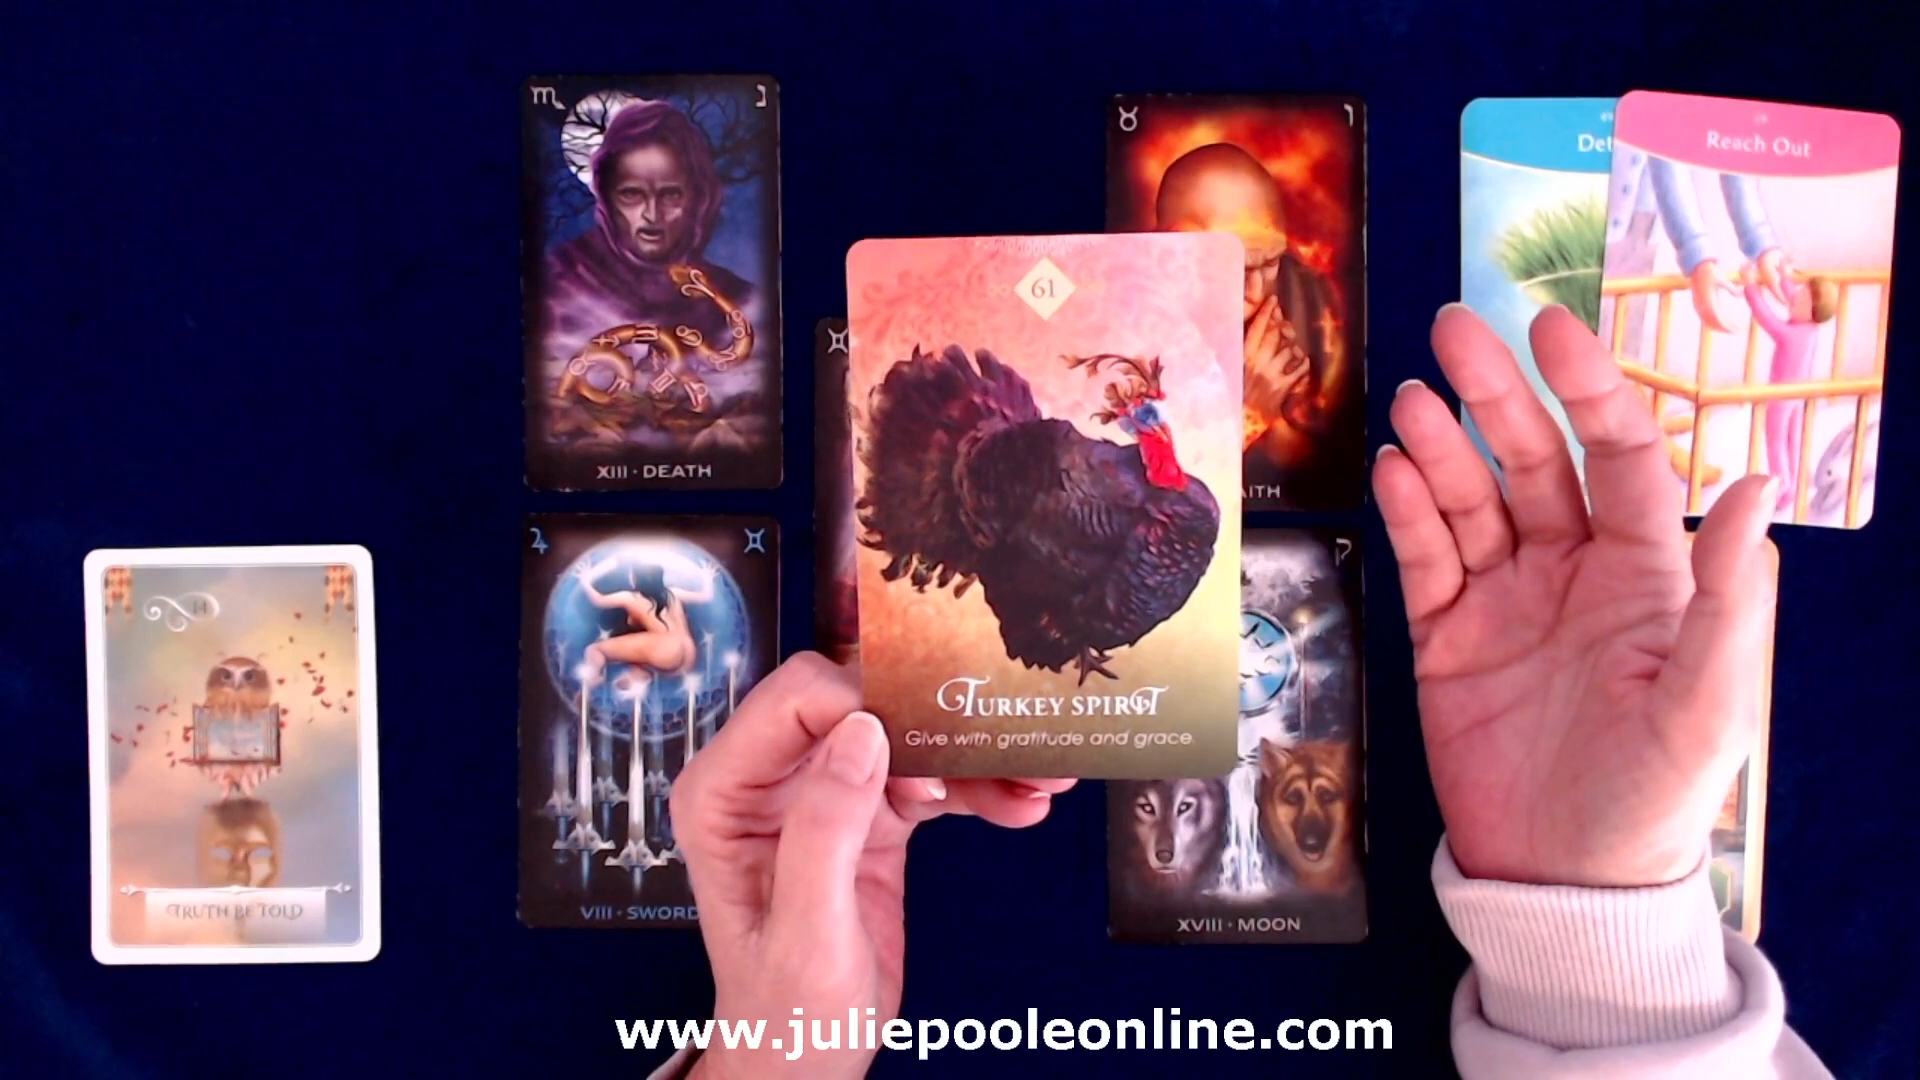 XIII · DEATH
Reach Out
61
TURKEY SPIRIT
Give with gratitude and grace.
14
TRUTH BE TOLD
XVIII · MOON
www.juliepooleonline.com